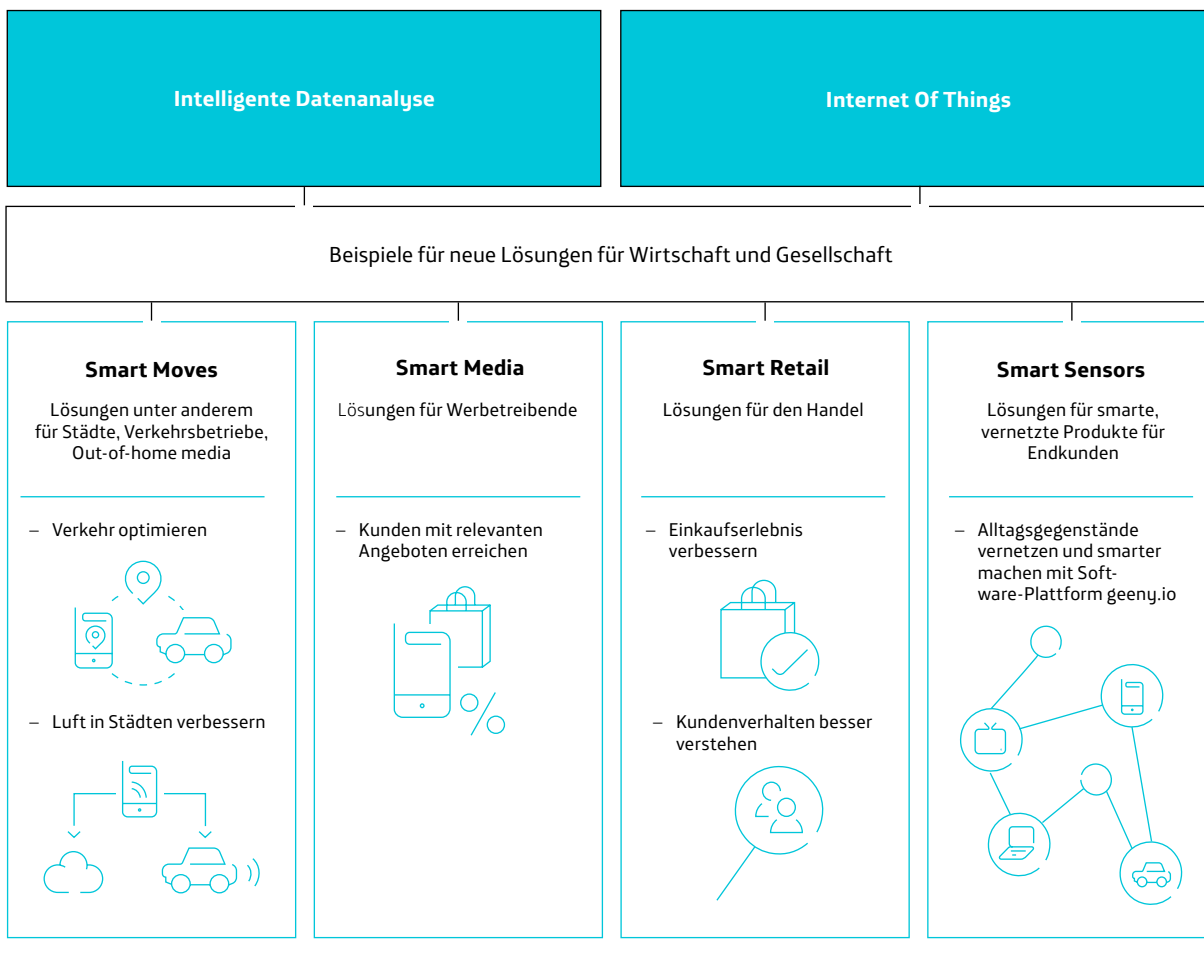 Intelligente Datenanalyse
Internet Of Things
Beispiele für neue Lösungen für Wirtschaft und Gesellschaft
Smart Moves
Lösungen unter anderem
für Städte, Verkehrsbetriebe,
Out-of-home media
– Verkehr optimieren
– Luft in Städten verbessern
Smart Media
Lösungen für Werbetreibende
– Kunden mit relevanten
Angeboten erreichen
%
Smart Retail
Lösungen für den Handel
– Einkaufserlebnis
verbessern
– Kundenverhalten besser
verstehen
Smart Sensors
Lösungen für smarte,
vernetzte Produkte für
Endkunden
– Alltagsgegenstände
vernetzen und smarter
machen mit Soft-
ware-Plattform geeny.io